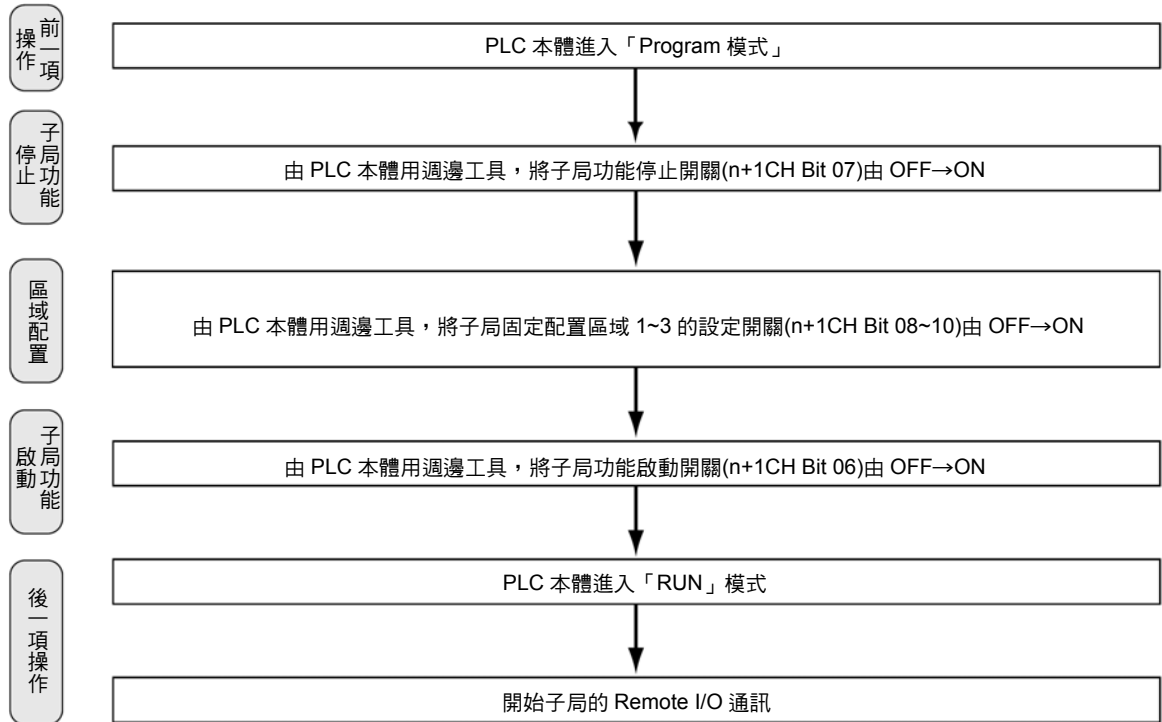 前一項操作
PLC 本體進入「Program 模式」
子局功能停止
由 PLC 本體用週邊工具，將子局功能停止開關(n+1CH Bit 07)由 OFF→ON
區域配置
由 PLC 本體用週邊工具，將子局固定配置區域 1~3 的設定開關(n+1CH Bit 08~10)由 OFF→ON
子局功能啟動
由 PLC 本體用週邊工具，將子局功能啟動開關(n+1CH Bit 06)由 OFF→ON
後一項操作
PLC 本體進入「RUN」模式
開始子局的 Remote I/O 通訊